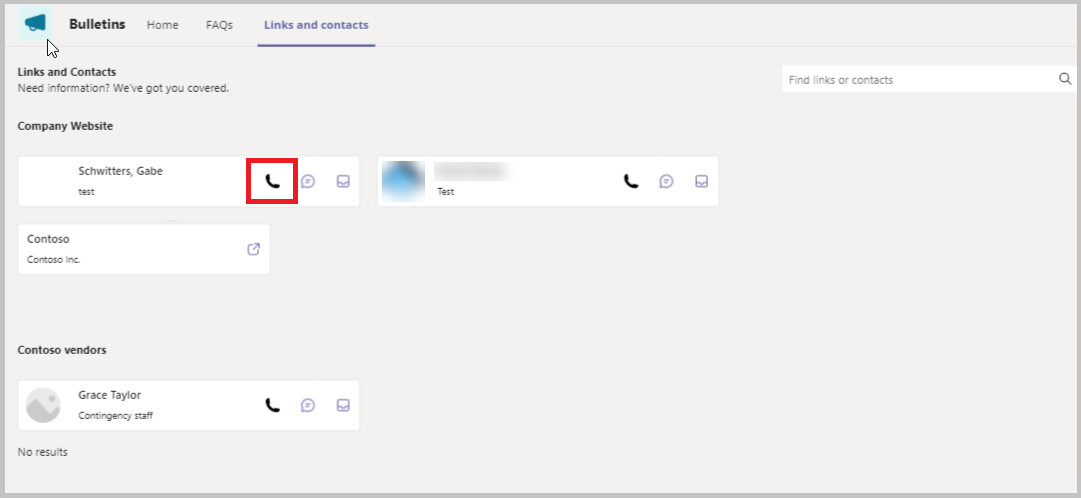 Bulletins Home FAQs Links and contacts
Links and Contacts
Need information? We've got you covered.
Find links or contacts
Company Website
Schwitters, Gabe
test
Test
Contoso
Contoso Inc.
Contoso vendors
Grace Taylor
Contingency staff
No results